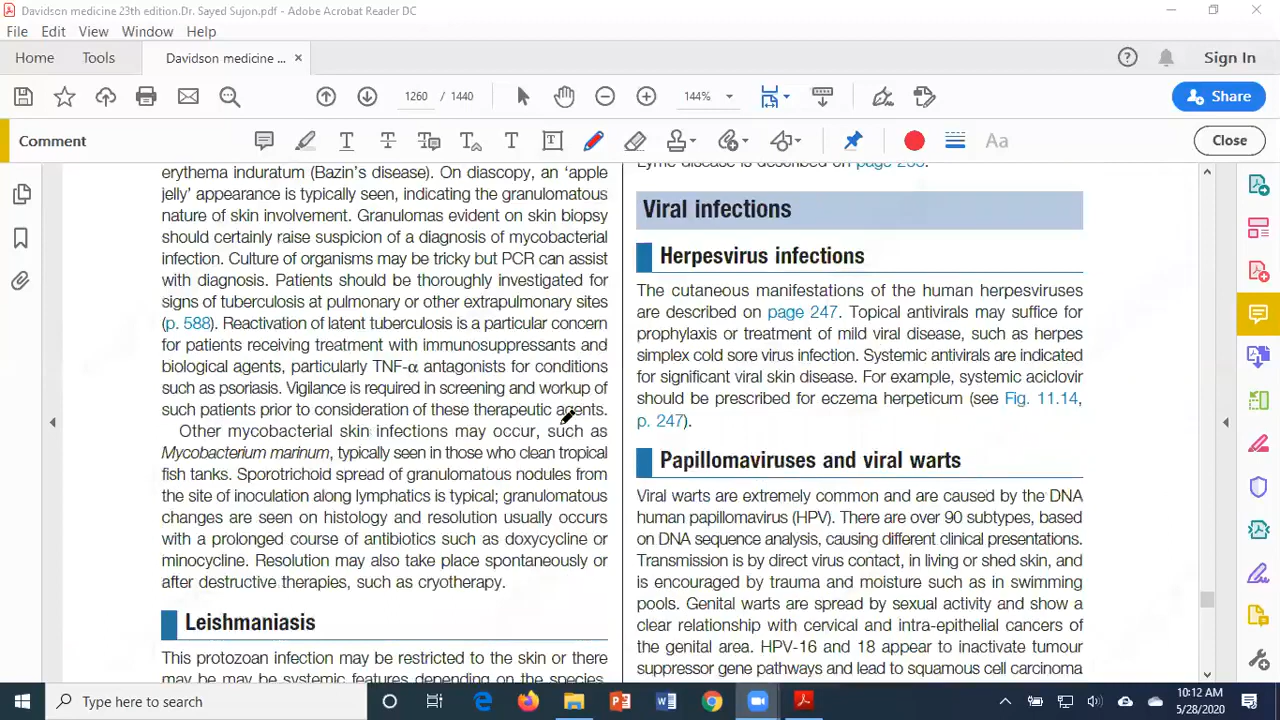 Davidson medicine 23th edition.Dr. Sayed Sujon.pdf - Adobe Acrobat Reader DC
File Edit View Window Help
Home Tools Davidson medicine ... × Sign In
1260 / 1440 144% Share
Comment Aa Close
erythema induratum (Bazin's disease). On diascopy, an 'apple
jelly' appearance is typically seen, indicating the granulomatous
nature of skin involvement. Granulomas evident on skin biopsy
should certainly raise suspicion of a diagnosis of mycobacterial
infection. Culture of organisms may be tricky but PCR can assist
with diagnosis. Patients should be thoroughly investigated for
signs of tuberculosis at pulmonary or other extrapulmonary sites
(p. 588). Reactivation of latent tuberculosis is a particular concern
for patients receiving treatment with immunosuppressants and
biological agents, particularly TNF-α antagonists for conditions
such as psoriasis. Vigilance is required in screening and workup of
such patients prior to consideration of these therapeutic agents.
Other mycobacterial skin infections may occur, such as
Mycobacterium marinum, typically seen in those who clean tropical
fish tanks. Sporotrichoid spread of granulomatous nodules from
the site of inoculation along lymphatics is typical; granulomatous
changes are seen on histology and resolution usually occurs
with a prolonged course of antibiotics such as doxycycline or
minocycline. Resolution may also take place spontaneously or
after destructive therapies, such as cryotherapy.
Leishmaniasis
This protozoan infection may be restricted to the skin or there
may be may be systemic features depending on the species.
Lyme disease is described on page 255.
Viral infections
Herpesvirus infections
The cutaneous manifestations of the human herpesviruses
are described on page 247. Topical antivirals may suffice for
prophylaxis or treatment of mild viral disease, such as herpes
simplex cold sore virus infection. Systemic antivirals are indicated
for significant viral skin disease. For example, systemic aciclovir
should be prescribed for eczema herpeticum (see Fig. 11.14,
p. 247).
Papillomaviruses and viral warts
Viral warts are extremely common and are caused by the DNA
human papillomavirus (HPV). There are over 90 subtypes, based
on DNA sequence analysis, causing different clinical presentations.
Transmission is by direct virus contact, in living or shed skin, and
is encouraged by trauma and moisture such as in swimming
pools. Genital warts are spread by sexual activity and show a
clear relationship with cervical and intra-epithelial cancers of
the genital area. HPV-16 and 18 appear to inactivate tumour
suppressor gene pathways and lead to squamous cell carcinoma
Type here to search
10:12 AM
5/28/2020